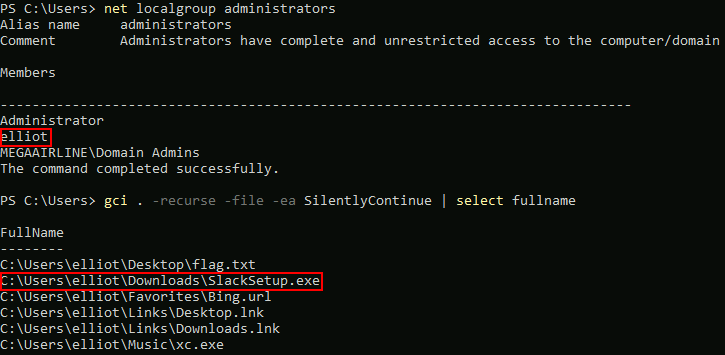 PS C:\Users> net localgroup administrators
Alias name     administrators
Comment        Administrators have complete and unrestricted access to the computer/domain
Members
-------------------------------------------------------------------------------
Administrator
elliot
MEGAAIRLINE\Domain Admins
The command completed successfully.
PS C:\Users> gci . -recurse -file -ea SilentlyContinue | select fullname
FullName
--------
C:\Users\elliot\Desktop\flag.txt
C:\Users\elliot\Downloads\SlackSetup.exe
C:\Users\elliot\Favorites\Bing.url
C:\Users\elliot\Links\Desktop.lnk
C:\Users\elliot\Links\Downloads.lnk
C:\Users\elliot\Music\xc.exe